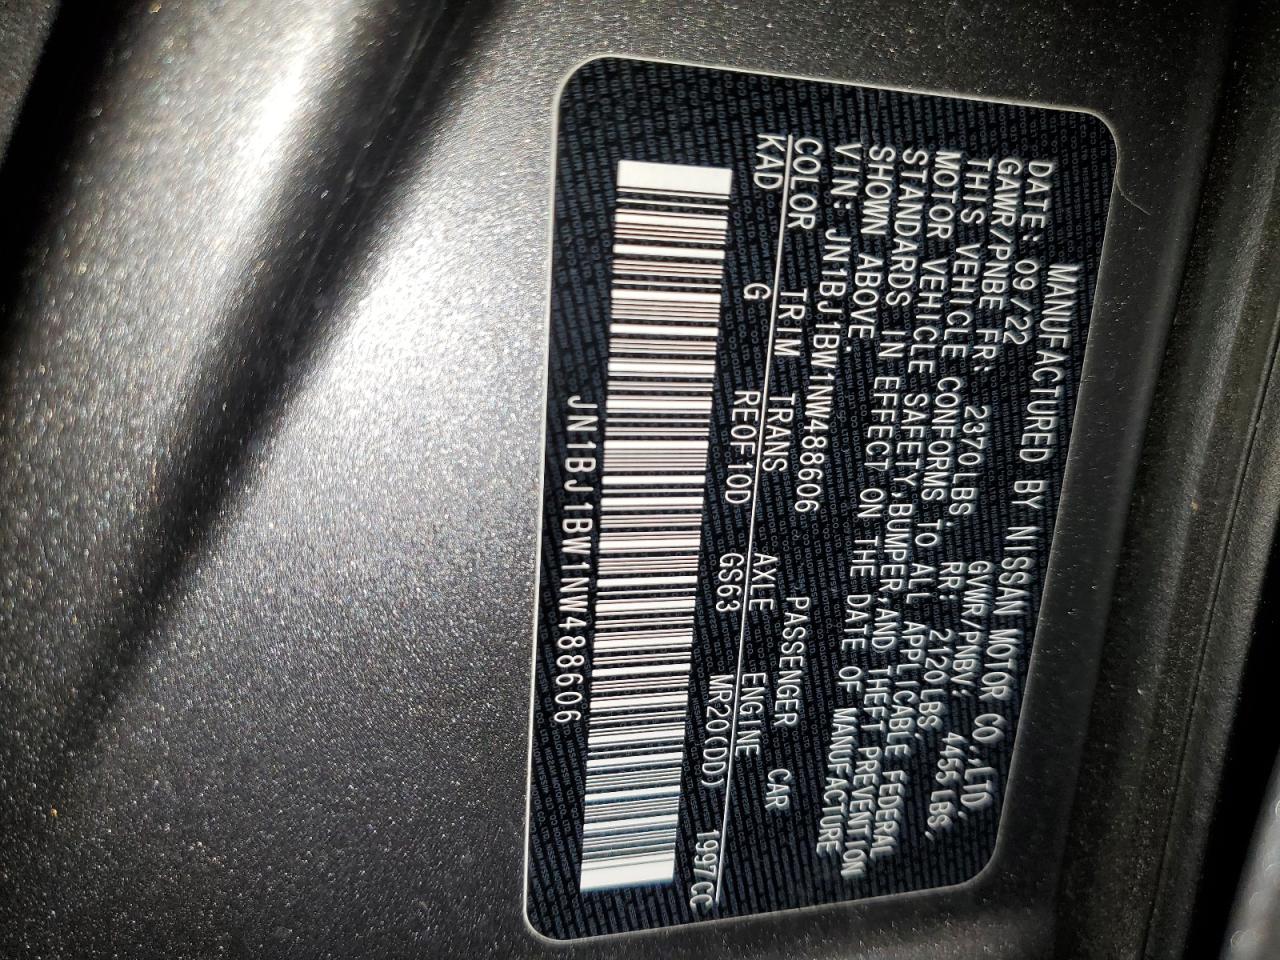 MANUFACTURED BY NISSAN MOTOR CO.,LTD.
DATE: 09/22 GVWR/PNBV: 4455 LBS,
GAWR/PNBE FR: 2370 LBS RR: 2120 LBS
THIS VEHICLE CONFORMS TO ALL APPLICABLE FEDERAL
MOTOR VEHICLE SAFETY,BUMPER,AND THEFT PREVENTION
STANDARDS IN EFFECT ON THE DATE OF MANUFACTURE
SHOWN ABOVE.
VIN: JN1BJ1BW1NW488606 PASSENGER CAR
COLOR TRIM TRANS AXLE ENGINE
KAD G RE0F10D GS63 MR20(DD) 1997CC
JN1BJ1BW1NW488606